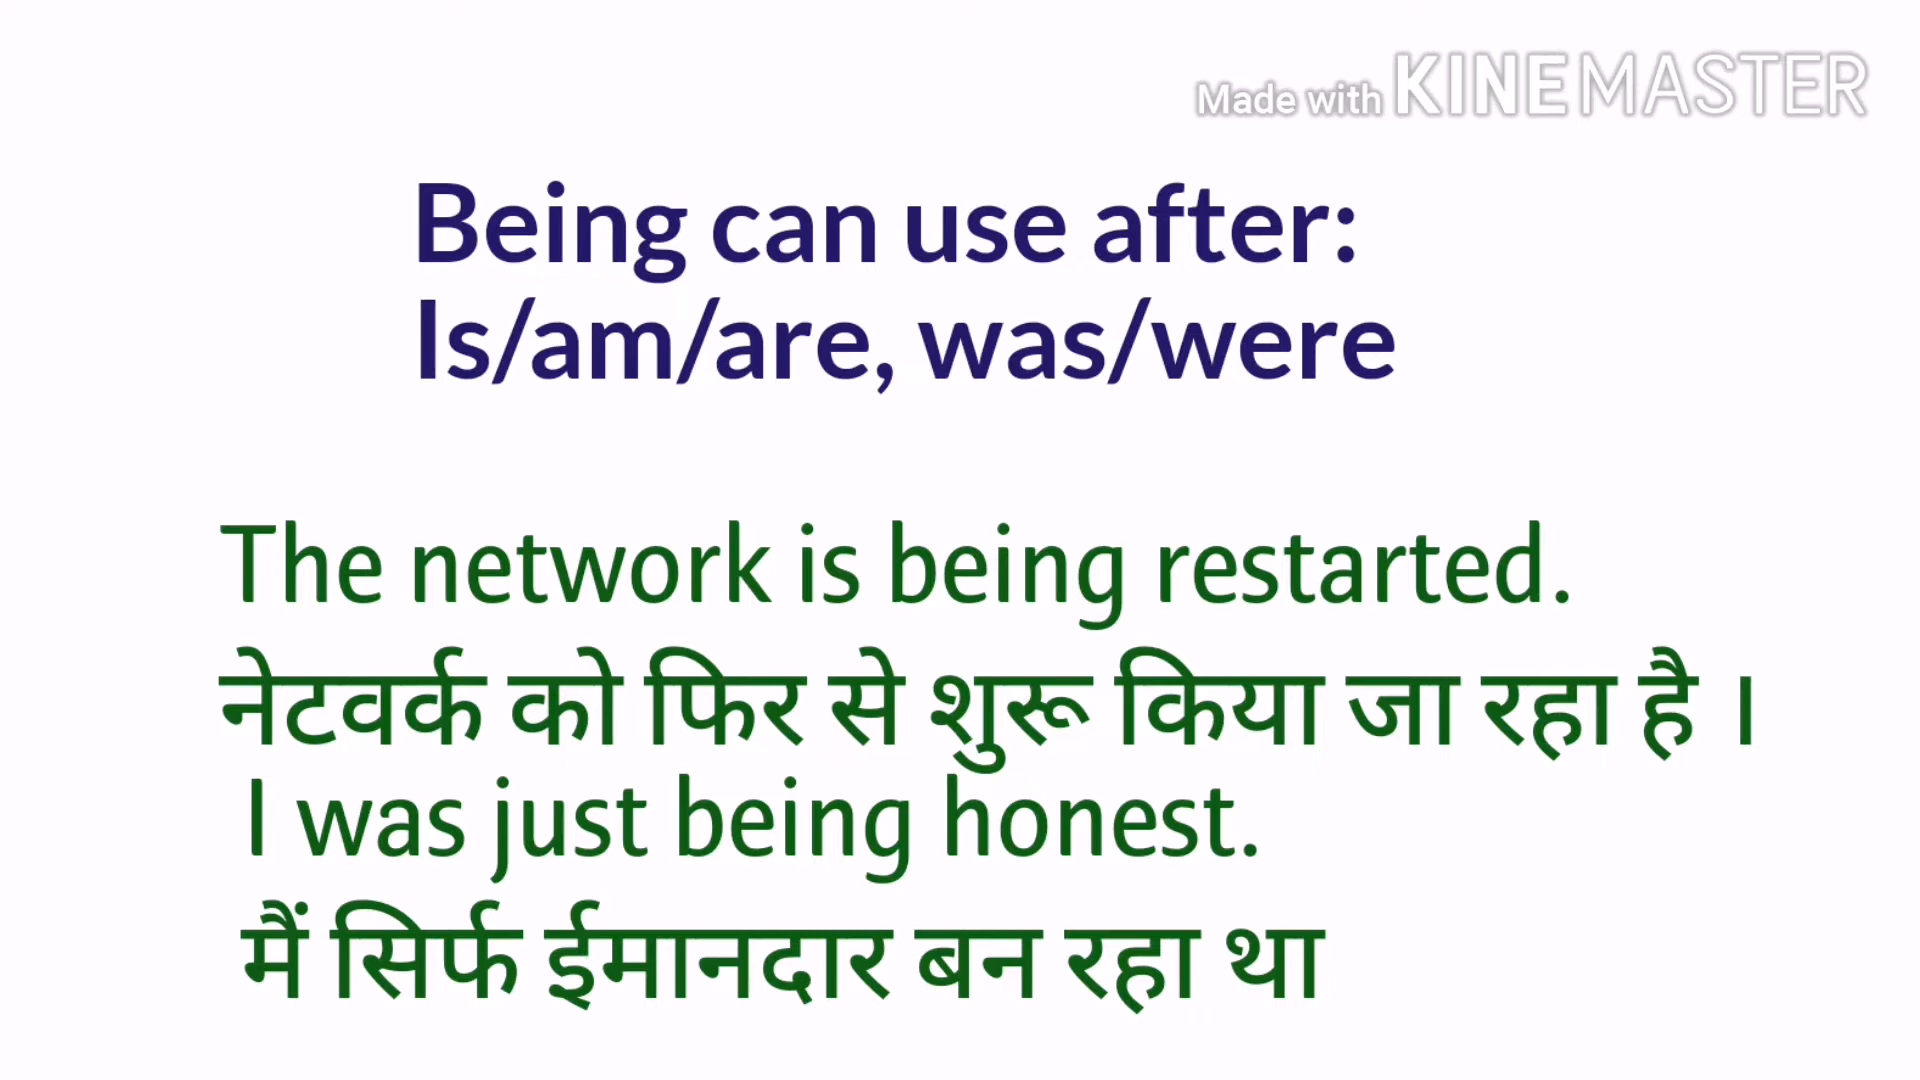 Made with KINEMASTER
Being can use after:
Is/am/are, was/were
The network is being restarted.
नेटवर्क को फिर से शुरू किया जा रहा है ।
I was just being honest.
मैं सिर्फ ईमानदार बन रहा था